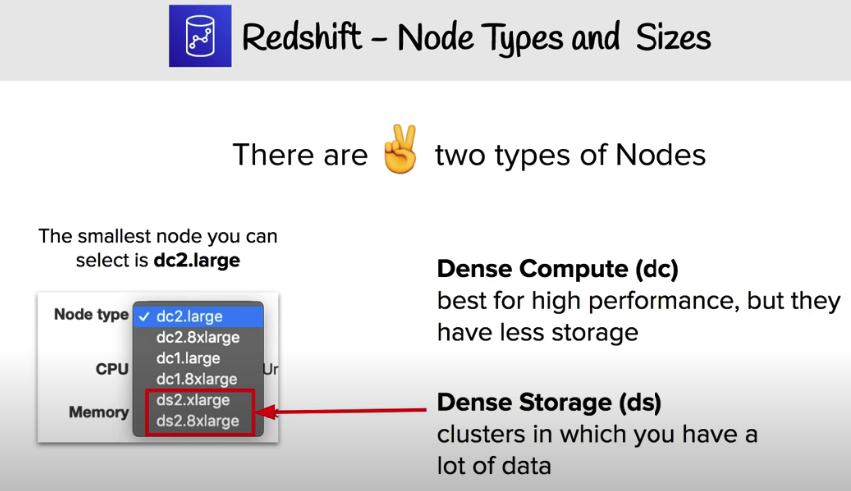 Redshift - Node Types and Sizes
There are ✌️ two types of Nodes
The smallest node you can
select is dc2.large
Node type ✓ dc2.large
dc2.8xlarge
dc1.large
CPU dc1.8xlarge Ur
ds2.xlarge
Memory ds2.8xlarge
Dense Compute (dc)
best for high performance, but they
have less storage
Dense Storage (ds)
clusters in which you have a
lot of data